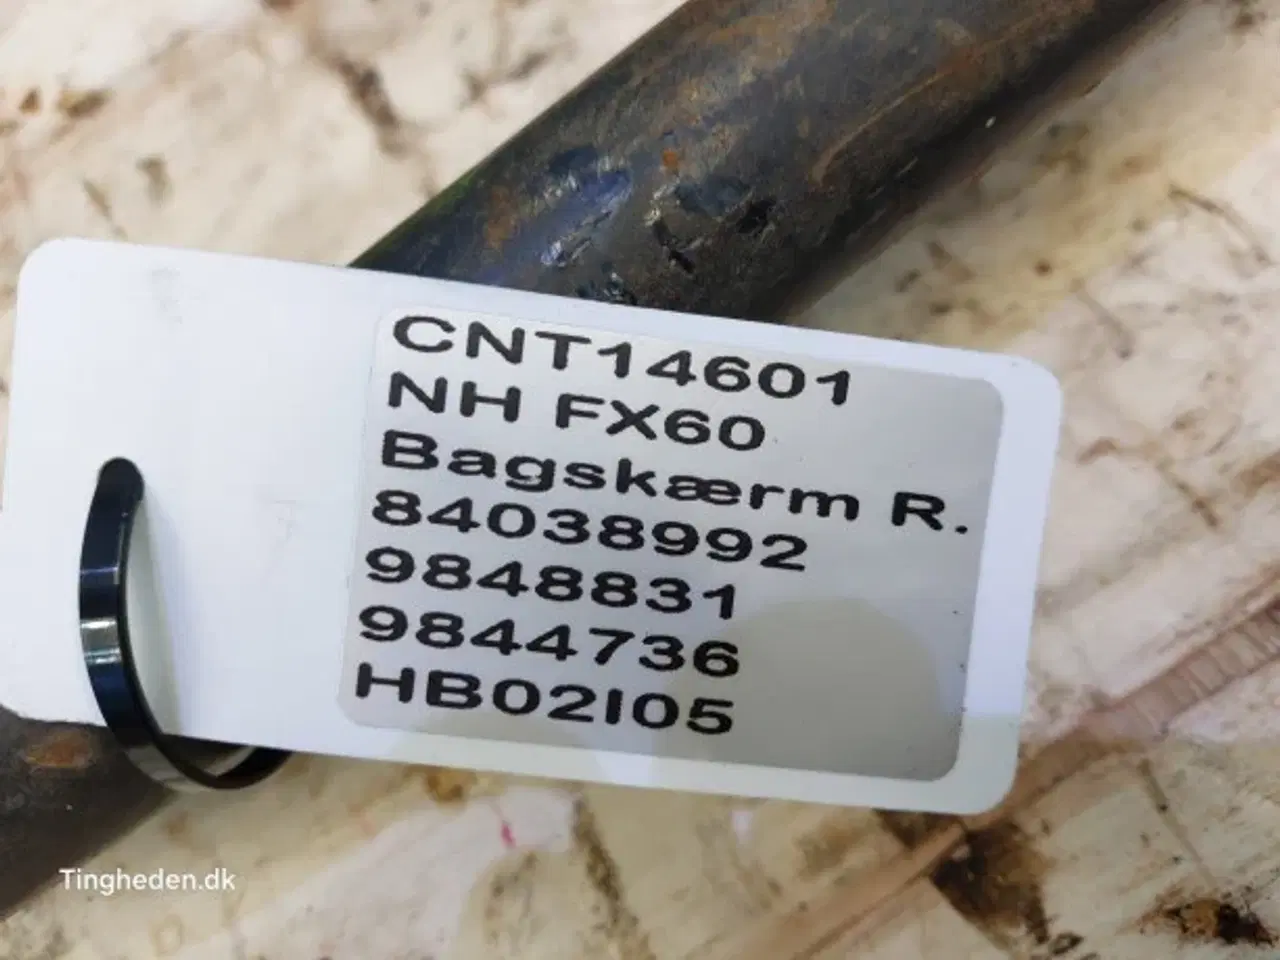 CNT14601
NH FX60
Bagskærm R.
84038992
9848831
9844736
HB02I05
Tingheden.dk